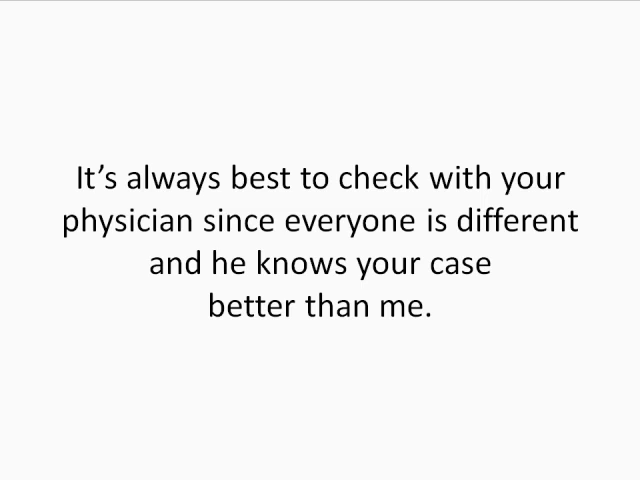 It’s always best to check with your
physician since everyone is different
and he knows your case
better than me.